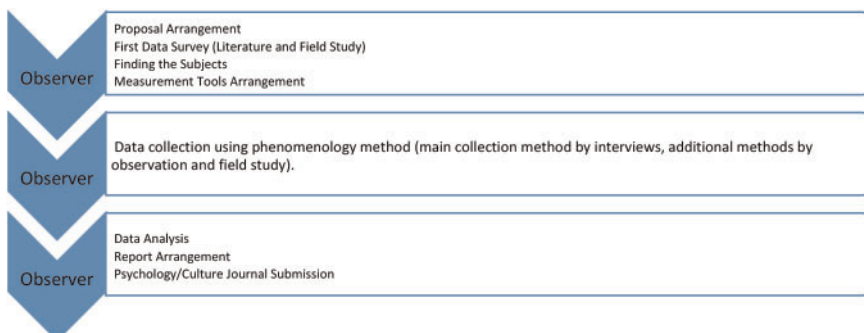 Observer
Proposal Arrangement
First Data Survey (Literature and Field Study)
Finding the Subjects
Measurement Tools Arrangement
Observer
Data collection using phenomenology method (main collection method by interviews, additional methods by
observation and field study).
Observer
Data Analysis
Report Arrangement
Psychology/Culture Journal Submission